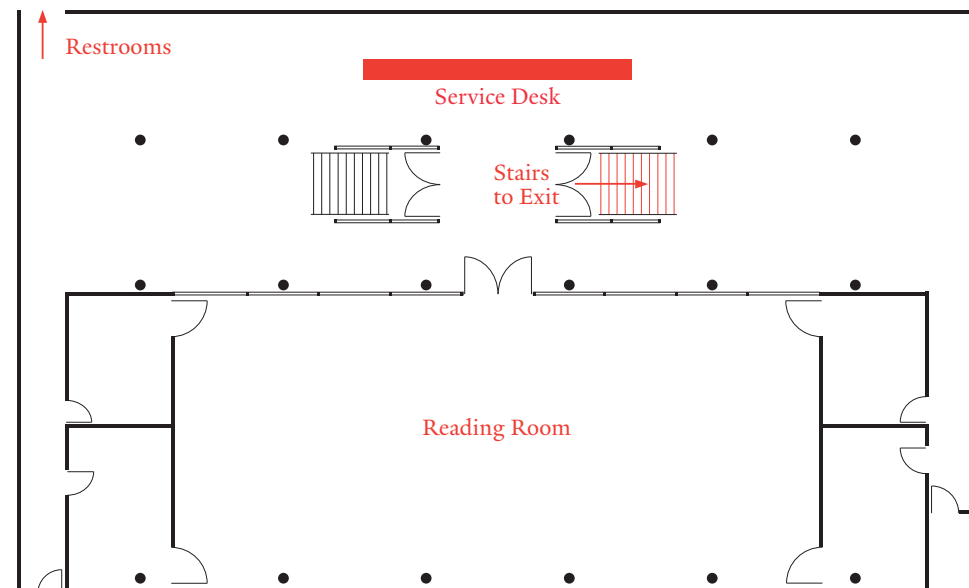 Restrooms
Service Desk
Stairs
to Exit
Reading Room